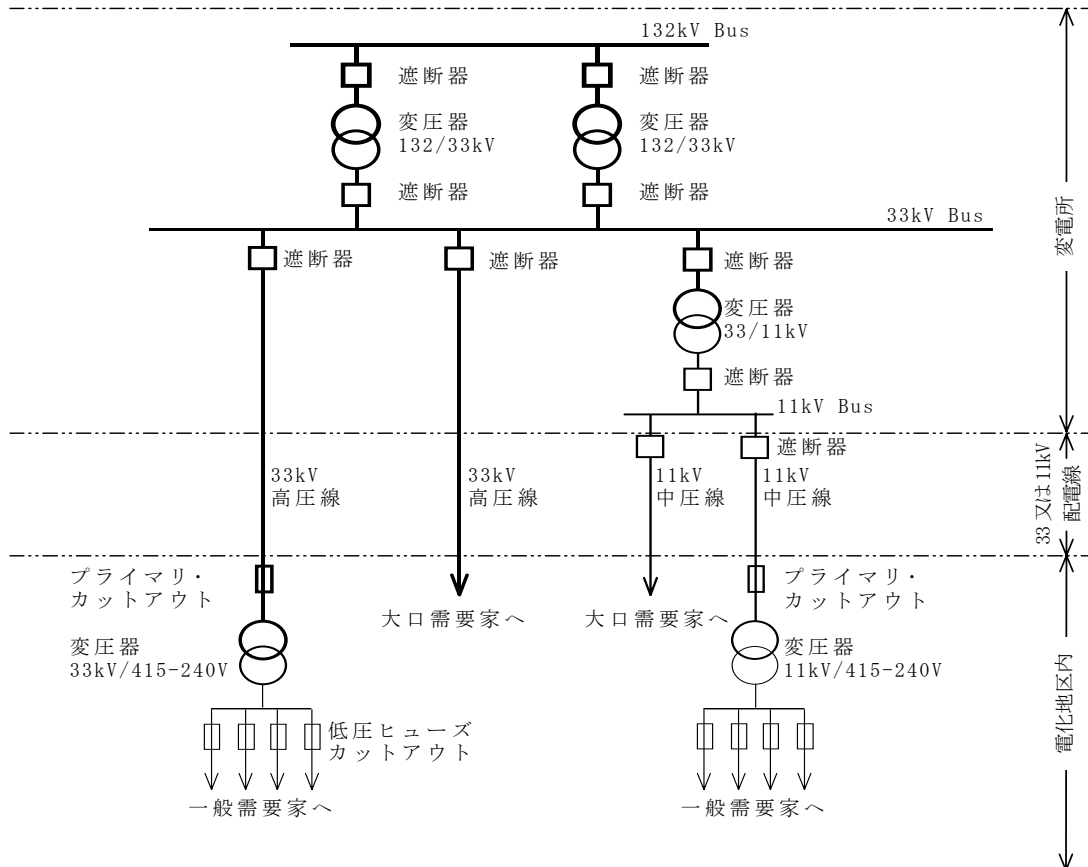 132kV Bus
遮断器
遮断器
変圧器
132/33kV
変圧器
132/33kV
遮断器
遮断器
33kV Bus
遮断器
遮断器
遮断器
変圧器
33/11kV
遮断器
11kV Bus
遮断器
33kV
高圧線
33kV
高圧線
11kV
中圧線
11kV
中圧線
プライマリ・
カットアウト
大口需要家へ
大口需要家へ
プライマリ・
カットアウト
変圧器
33kV/415-240V
変圧器
11kV/415-240V
低圧ヒューズ
カットアウト
一般需要家へ
一般需要家へ
変電所
33 又は 11kV
配電線
電化地区内